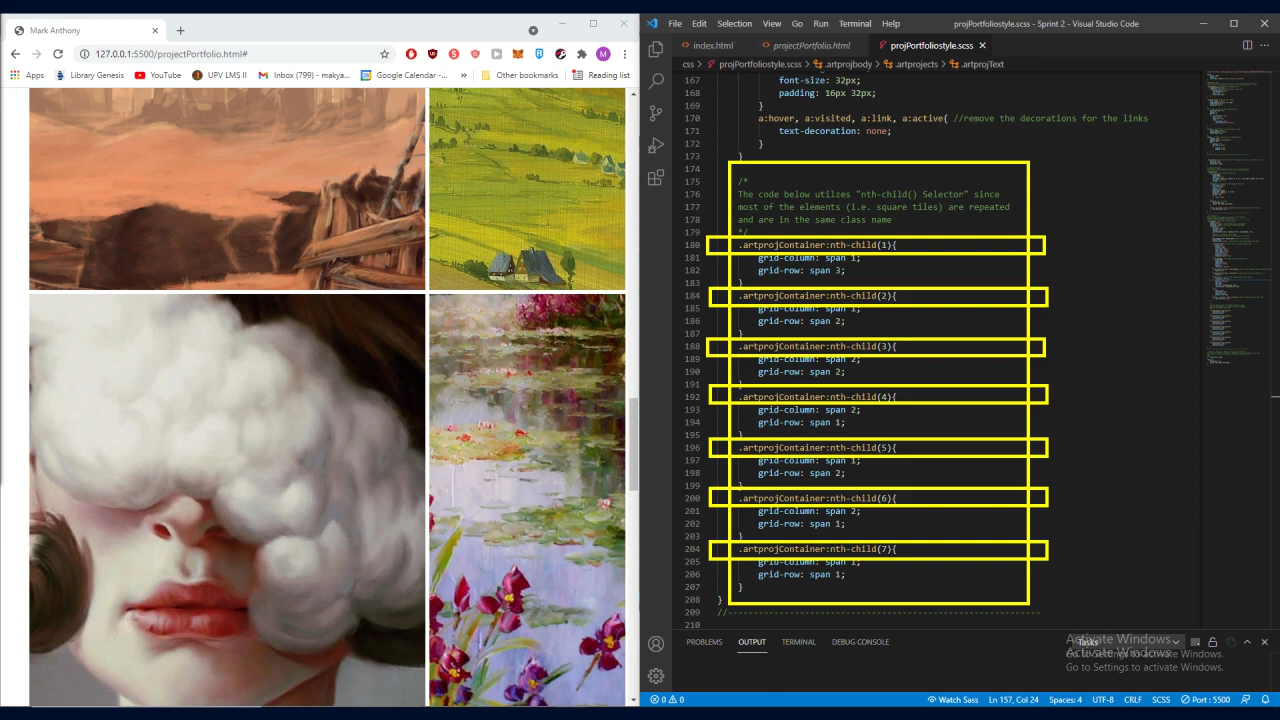 Mark Anthony
127.0.0.1:5500/projectPortfolio.html#
M
Apps Library Genesis YouTube UPV LMS II Inbox (799) - makya... Google Calendar -... » Other bookmarks Reading list
File Edit Selection View Go Run Terminal Help projPortfoliostyle.scss - Sprint 2 - Visual Studio Code
index.html projectPortfolio.html projPortfoliostyle.scss
css > projPortfoliostyle.scss > .artprojbody > .artprojects > .artprojText
167 font-size: 32px;
168 padding: 16px 32px;
169 }
170 a:hover, a:visited, a:link, a:active{ //remove the decorations for the links
171 text-decoration: none;
172 }
173 }
174
175 /*
176 The code below utilzes "nth-child() Selector" since
177 most of the elements (i.e. square tiles) are repeated
178 and are in the same class name
179 */
180 .artprojContainer:nth-child(1){
181 grid-column: span 1;
182 grid-row: span 3;
183 }
184 .artprojContainer:nth-child(2){
185 grid-column: span 1;
186 grid-row: span 2;
187 }
188 .artprojContainer:nth-child(3){
189 grid-column: span 2;
190 grid-row: span 2;
191 }
192 .artprojContainer:nth-child(4){
193 grid-column: span 2;
194 grid-row: span 1;
195 }
196 .artprojContainer:nth-child(5){
197 grid-column: span 1;
198 grid-row: span 2;
199 }
200 .artprojContainer:nth-child(6){
201 grid-column: span 2;
202 grid-row: span 1;
203 }
204 .artprojContainer:nth-child(7){
205 grid-column: span 1;
206 grid-row: span 1;
207 }
208 }
209 //--------------------------------------------------------------
210
PROBLEMS OUTPUT TERMINAL DEBUG CONSOLE Tasks
Activate Windows
Activate Windows
Go to Settings to activate Windows.
Go to Settings to activate Windows.
0 0 Watch Sass Ln 157, Col 24 Spaces: 4 UTF-8 CRLF SCSS Port : 5500